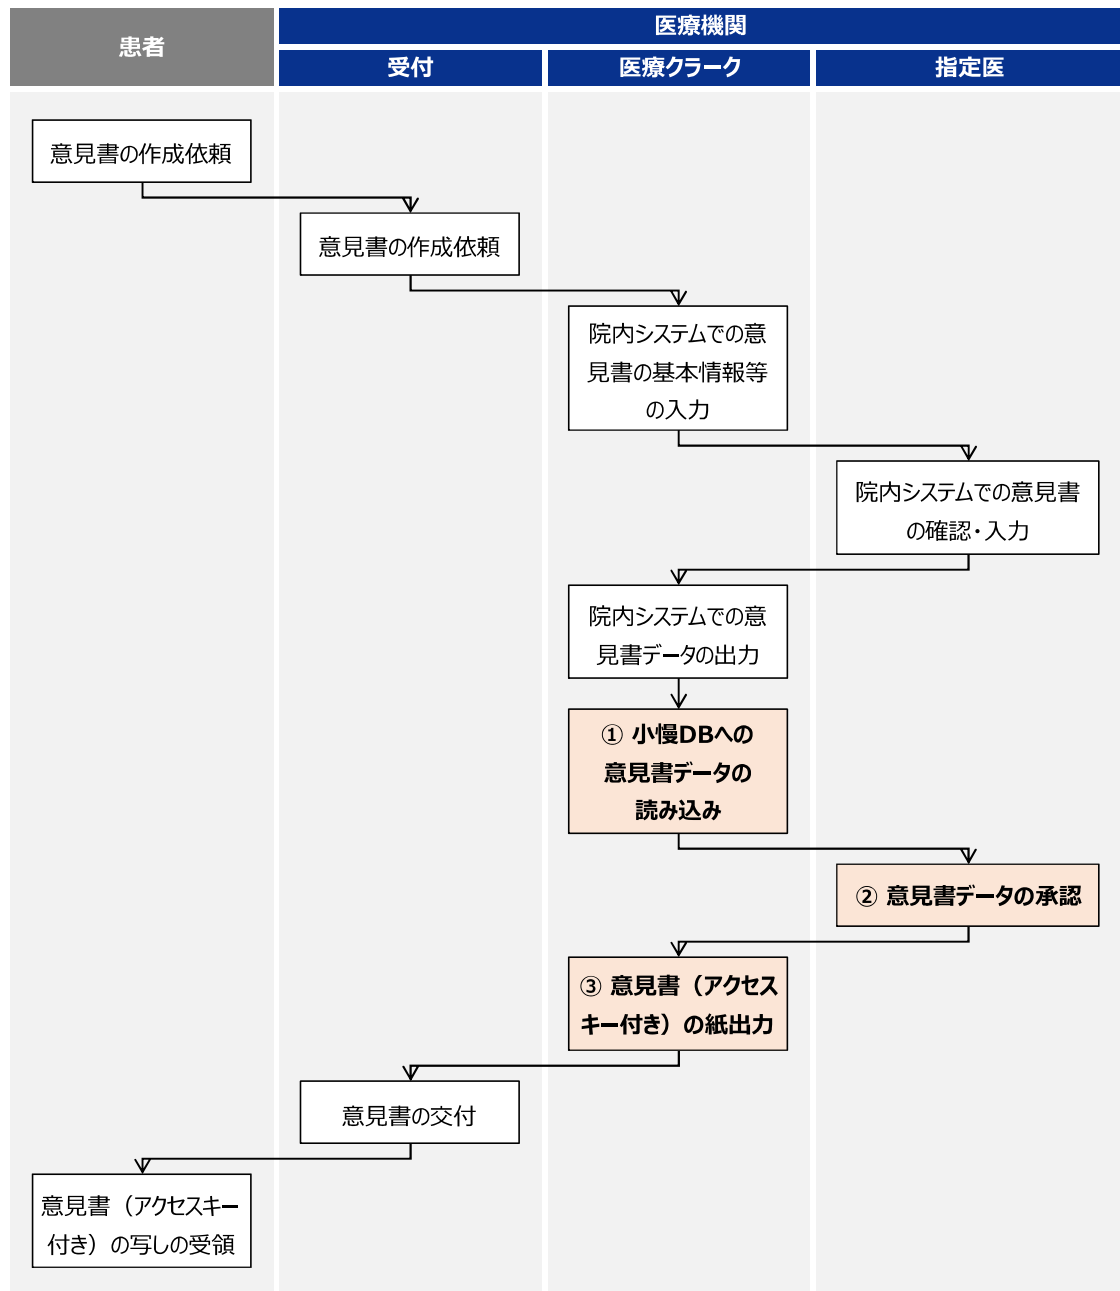 患者
医療機関
受付
医療クラーク
指定医
意見書の作成依頼
意見書の作成依頼
院内システムでの意
見書の基本情報等
の入力
院内システムでの意見書
の確認・入力
院内システムでの意
見書データの出力
① 小慢DBへの
意見書データの
読み込み
② 意見書データの承認
③ 意見書（アクセス
キー付き）の紙出力
意見書の交付
意見書（アクセスキー
付き）の写しの受領